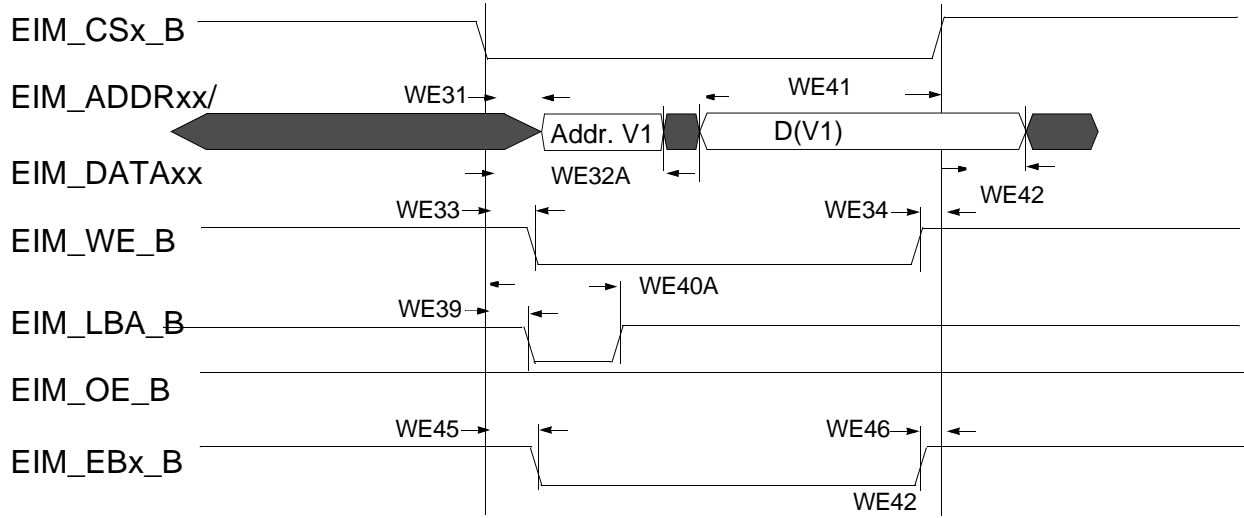 EIM_CSx_B
EIM_ADDRxx/
WE31
WE41
Addr. V1
D(V1)
EIM_DATAxx
WE32A
WE42
WE33
WE34
EIM_WE_B
WE40A
WE39
EIM_LBA_B
EIM_OE_B
WE45
WE46
EIM_EBx_B
WE42